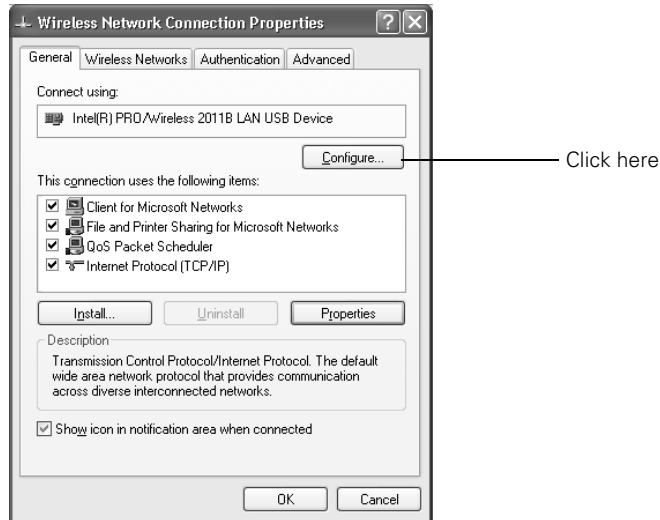 Wireless Network Connection Properties
General Wireless Networks Authentication Advanced
Connect using:
Intel(R) PRO/Wireless 2011B LAN USB Device
Configure...
Click here
This connection uses the following items:
Client for Microsoft Networks
File and Printer Sharing for Microsoft Networks
QoS Packet Scheduler
Internet Protocol (TCP/IP)
Install... Uninstall Properties
Description
Transmission Control Protocol/Internet Protocol. The default
wide area network protocol that provides communication
across diverse interconnected networks.
Show icon in notification area when connected
OK Cancel